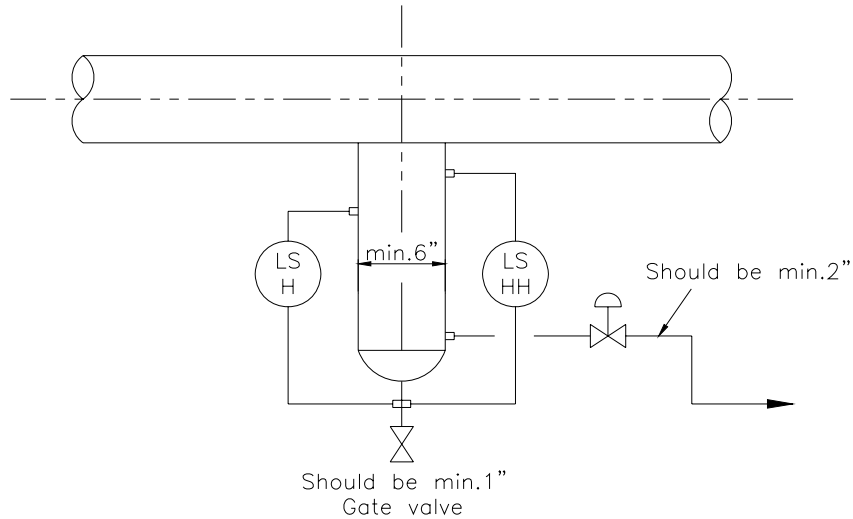 min.6”
LS
H
LS
HH
Should be min.2”
Should be min.1”
Gate valve